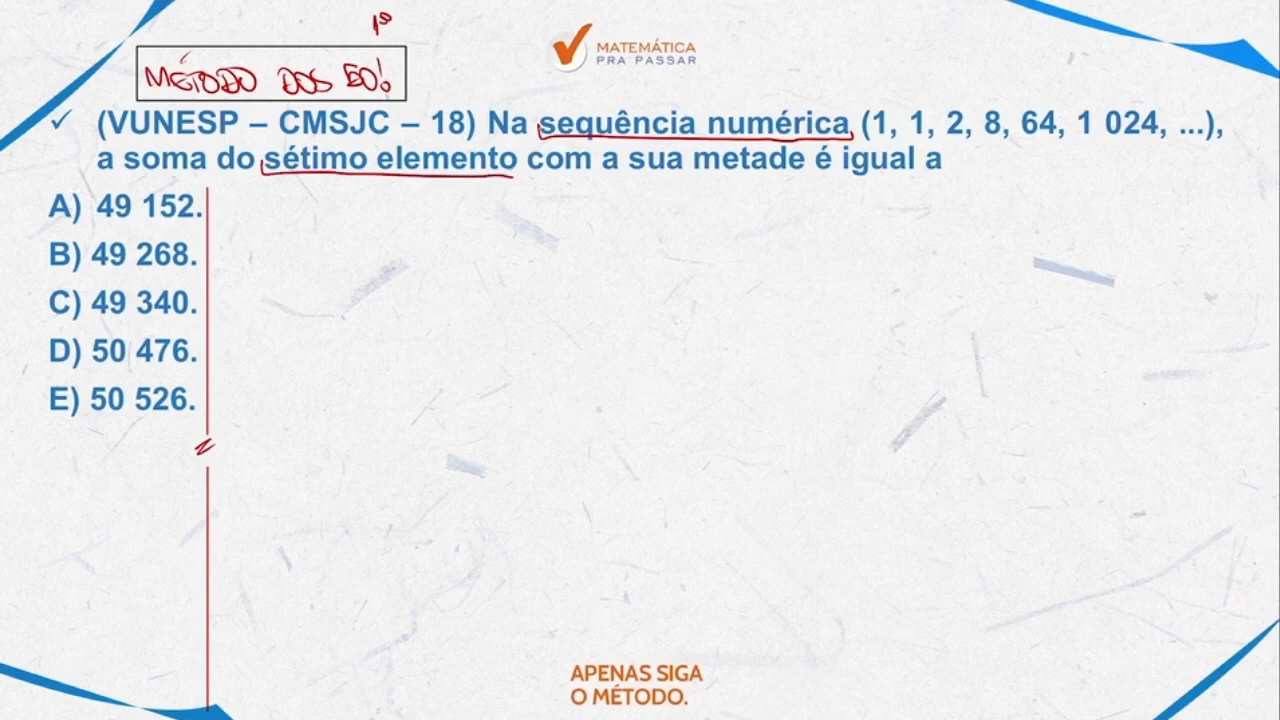 1º
MÉTODO DOS 50!
MATEMÁTICA
PRA PASSAR
(VUNESP – CMSJC – 18) Na sequência numérica (1, 1, 2, 8, 64, 1 024, ...),
a soma do sétimo elemento com a sua metade é igual a
A) 49 152.
B) 49 268.
C) 49 340.
D) 50 476.
E) 50 526.
APENAS SIGA
O MÉTODO.